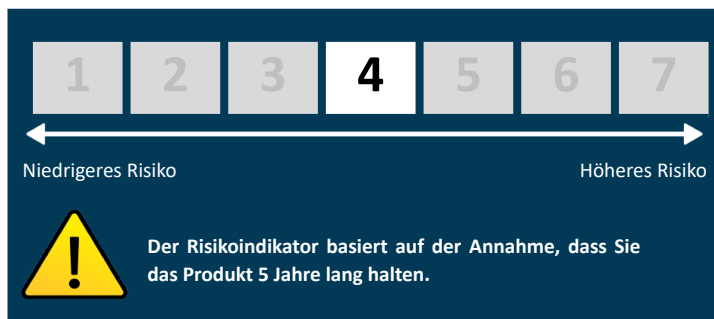 1 2 3 4 5 6 7
Niedrigeres Risiko Höheres Risiko
!
Der Risikoindikator basiert auf der Annahme, dass Sie
das Produkt 5 Jahre lang halten.